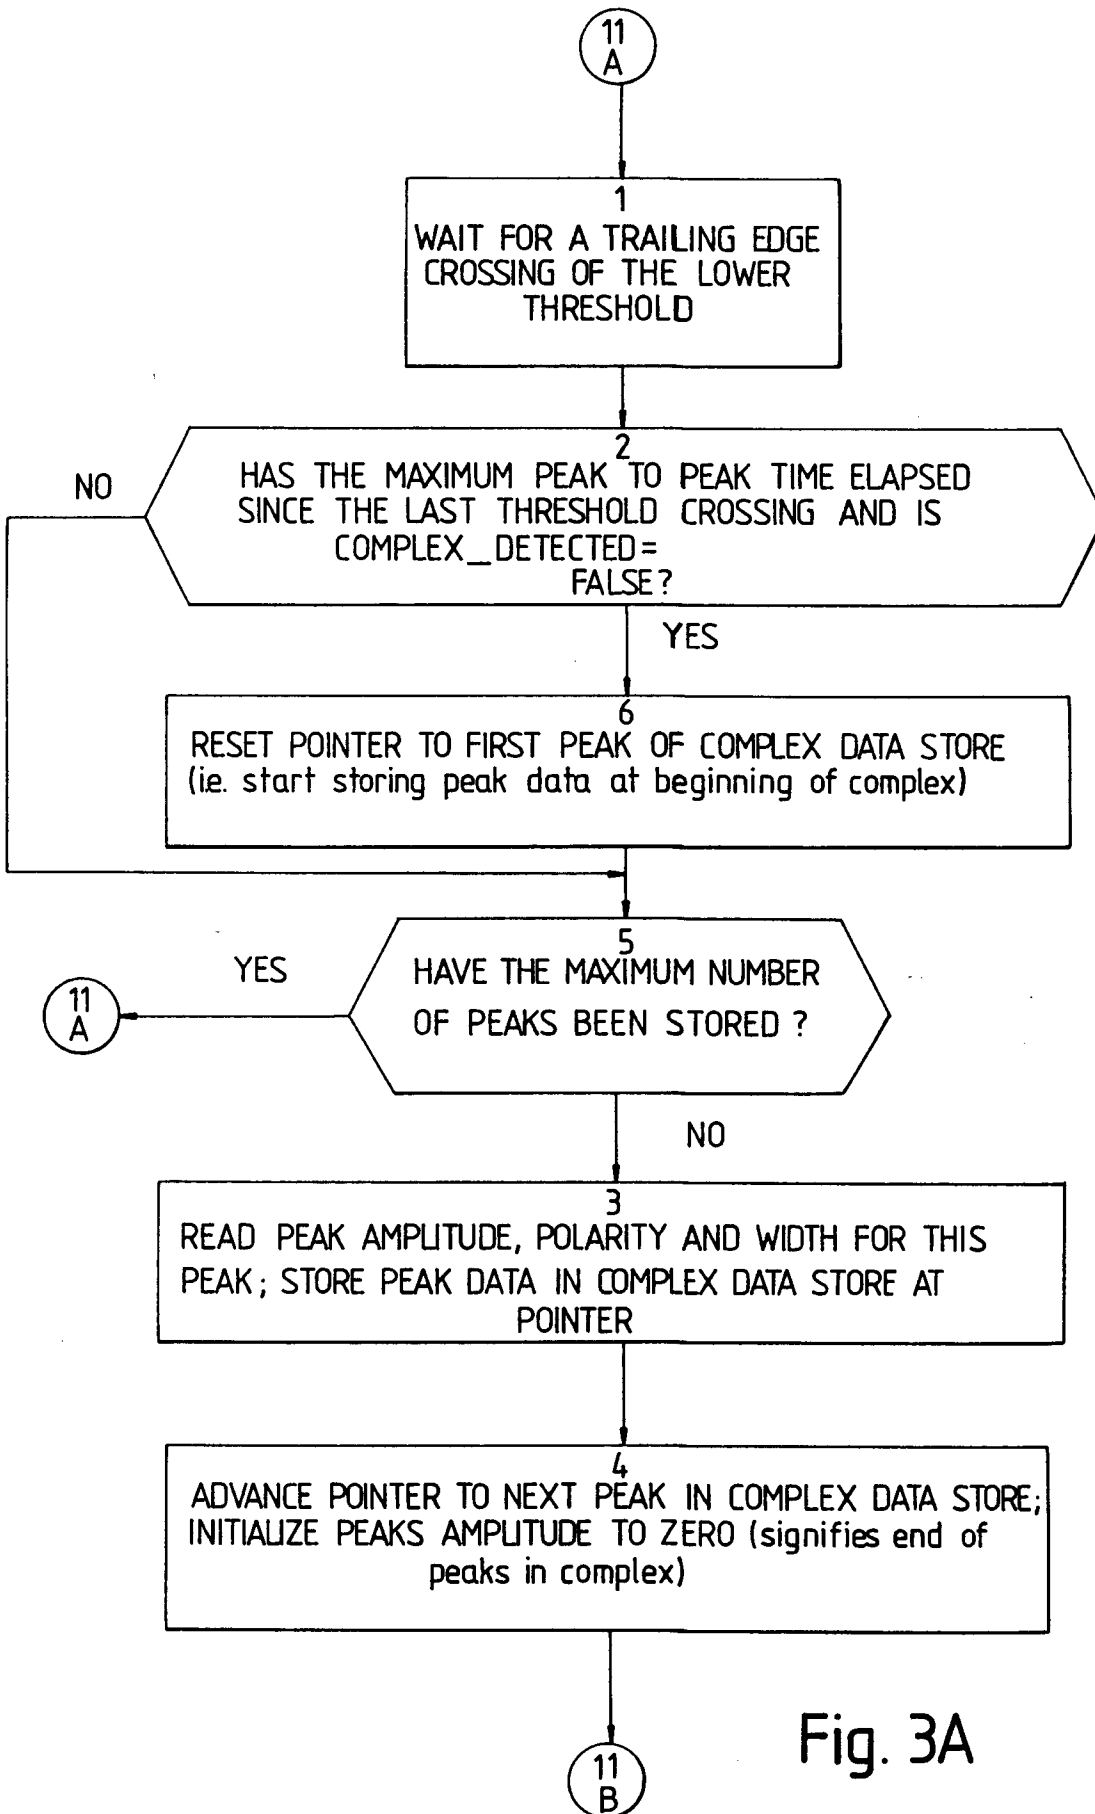 11
A
1
WAIT FOR A TRAILING EDGE
CROSSING OF THE LOWER
THRESHOLD
2
HAS THE MAXIMUM PEAK TO PEAK TIME ELAPSED
SINCE THE LAST THRESHOLD CROSSING AND IS
COMPLEX_DETECTED=
FALSE?
NO
YES
6
RESET POINTER TO FIRST PEAK OF COMPLEX DATA STORE
(i.e. start storing peak data at beginning of complex)
5
HAVE THE MAXIMUM NUMBER
OF PEAKS BEEN STORED ?
YES
11
A
NO
3
READ PEAK AMPLITUDE, POLARITY AND WIDTH FOR THIS
PEAK; STORE PEAK DATA IN COMPLEX DATA STORE AT
POINTER
4
ADVANCE POINTER TO NEXT PEAK IN COMPLEX DATA STORE;
INITIALIZE PEAKS AMPLITUDE TO ZERO (signifies end of
peaks in complex)
11
B
Fig. 3A